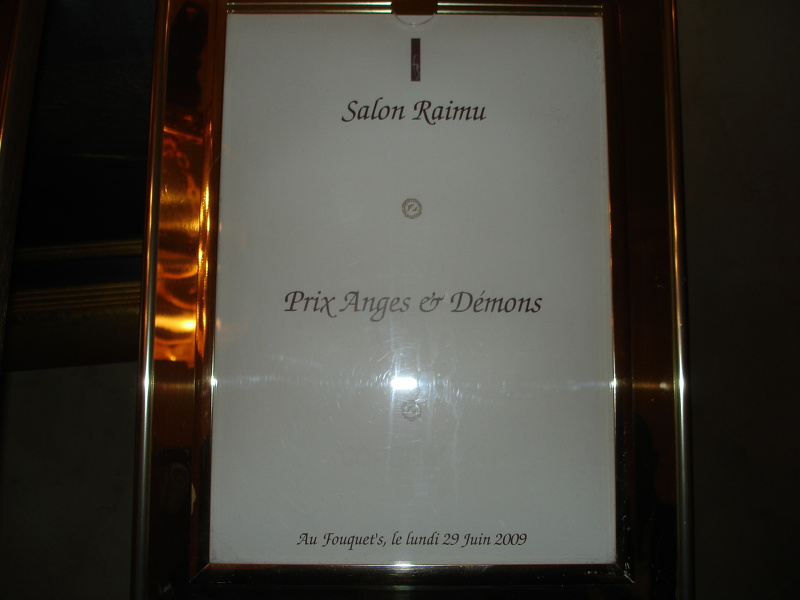 Salon Raimu
Prix Anges & Démons
Au Fouquet's, le lundi 29 Juin 2009